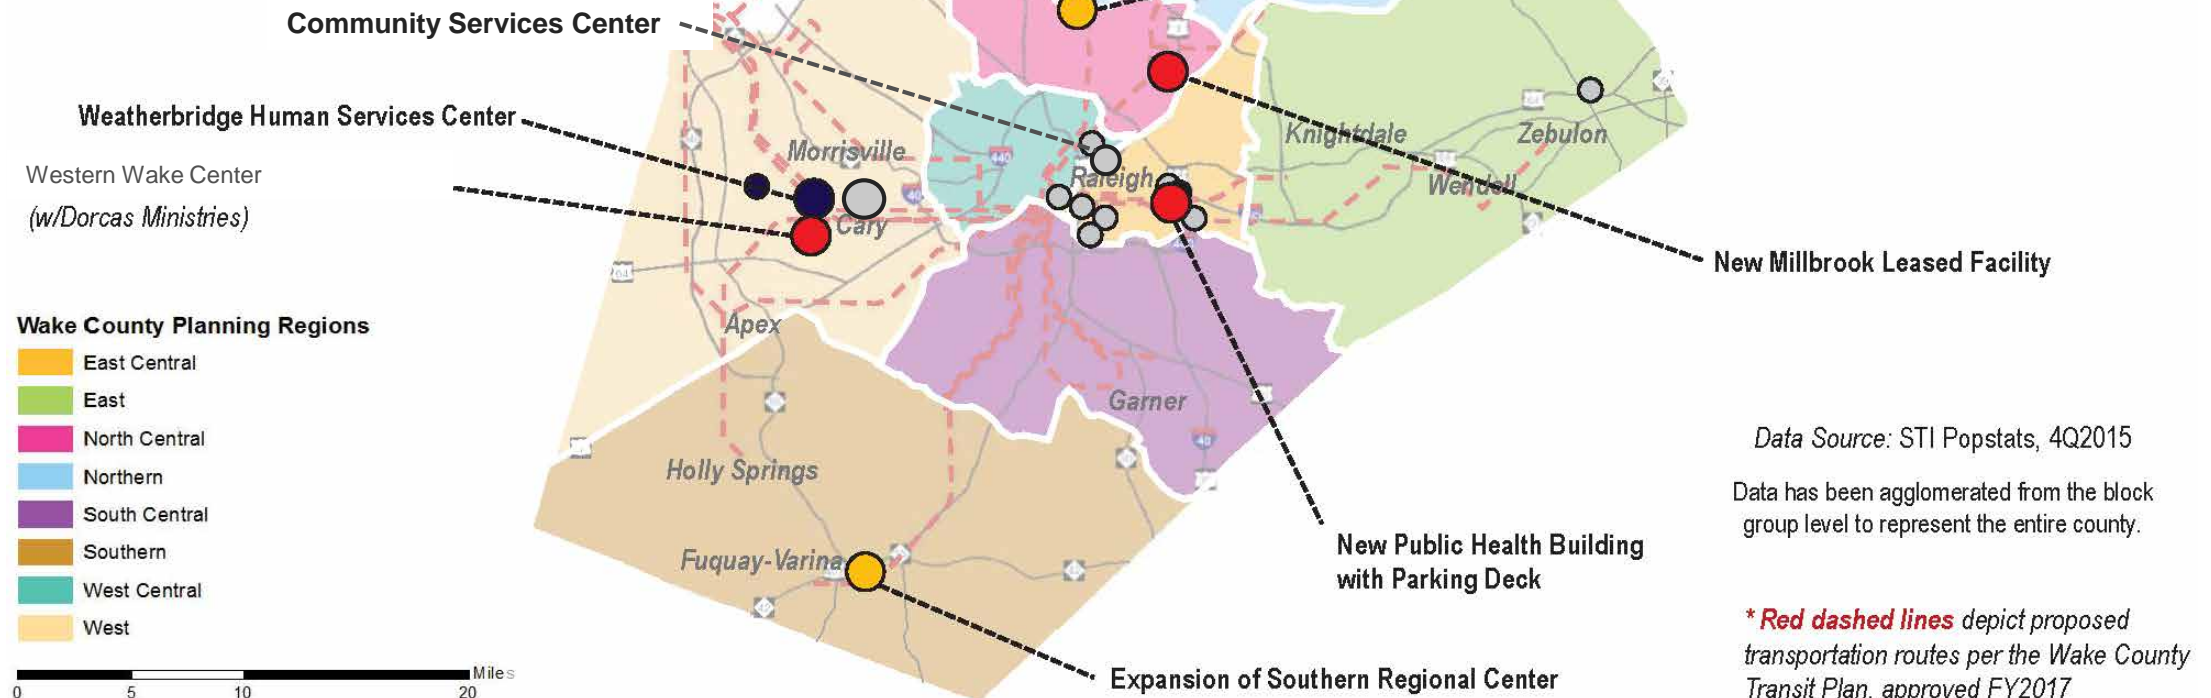 Community Services Center
Weatherbridge Human Services Center
Western Wake Center
(w/Dorcas Ministries)
Morrisville
Cary
Apex
Raleigh
Knightdale
Zebulon
Wendell
Garner
Holly Springs
Fuquay-Varina
440
40
64
New Millbrook Leased Facility
New Public Health Building
with Parking Deck
Expansion of Southern Regional Center
Wake County Planning Regions
East Central
East
North Central
Northern
South Central
Southern
West Central
West
Miles
0 5 10 20
Data Source: STI Popstats, 4Q2015
Data has been agglomerated from the block
group level to represent the entire county.
* Red dashed lines depict proposed
transportation routes per the Wake County
Transit Plan, approved FY2017